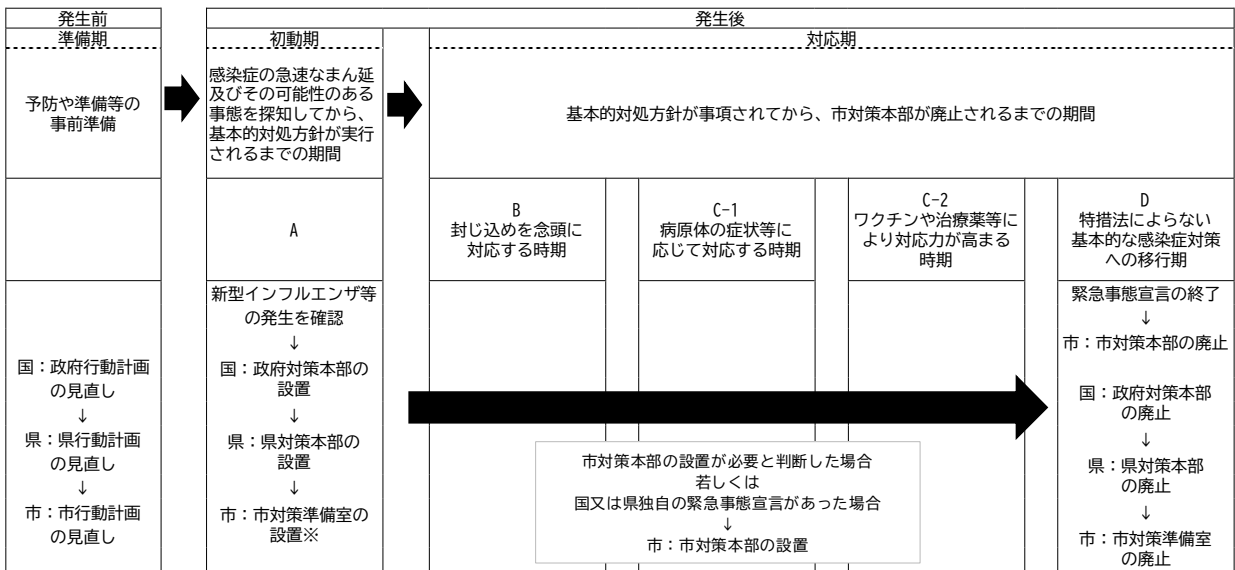 発生前
発生後
準備期
初動期
対応期
予防や準備等の
事前準備
感染症の急速なまん延
及びその可能性のある
事態を探知してから、
基本的対処方針が実行
されるまでの期間
基本的対処方針が事項されてから、市対策本部が廃止されるまでの期間
A
B
封じ込めを念頭に
対応する時期
C-1
病原体の症状等に
応じて対応する時期
C-2
ワクチンや治療薬等に
より対応力が高まる
時期
D
特措法によらない
基本的な感染症対策
への移行期
国：政府行動計画
の見直し
↓
県：県行動計画
の見直し
↓
市：市行動計画
の見直し
新型インフルエンザ等
の発生を確認
↓
国：政府対策本部の
設置
↓
県：県対策本部の
設置
↓
市：市対策準備室の
設置※
市対策本部の設置が必要と判断した場合
若しくは
国又は県独自の緊急事態宣言があった場合
↓
市：市対策本部の設置
緊急事態宣言の終了
↓
市：市対策本部の廃止
国：政府対策本部
の廃止
↓
県：県対策本部
の廃止
↓
市：市対策準備室
の廃止